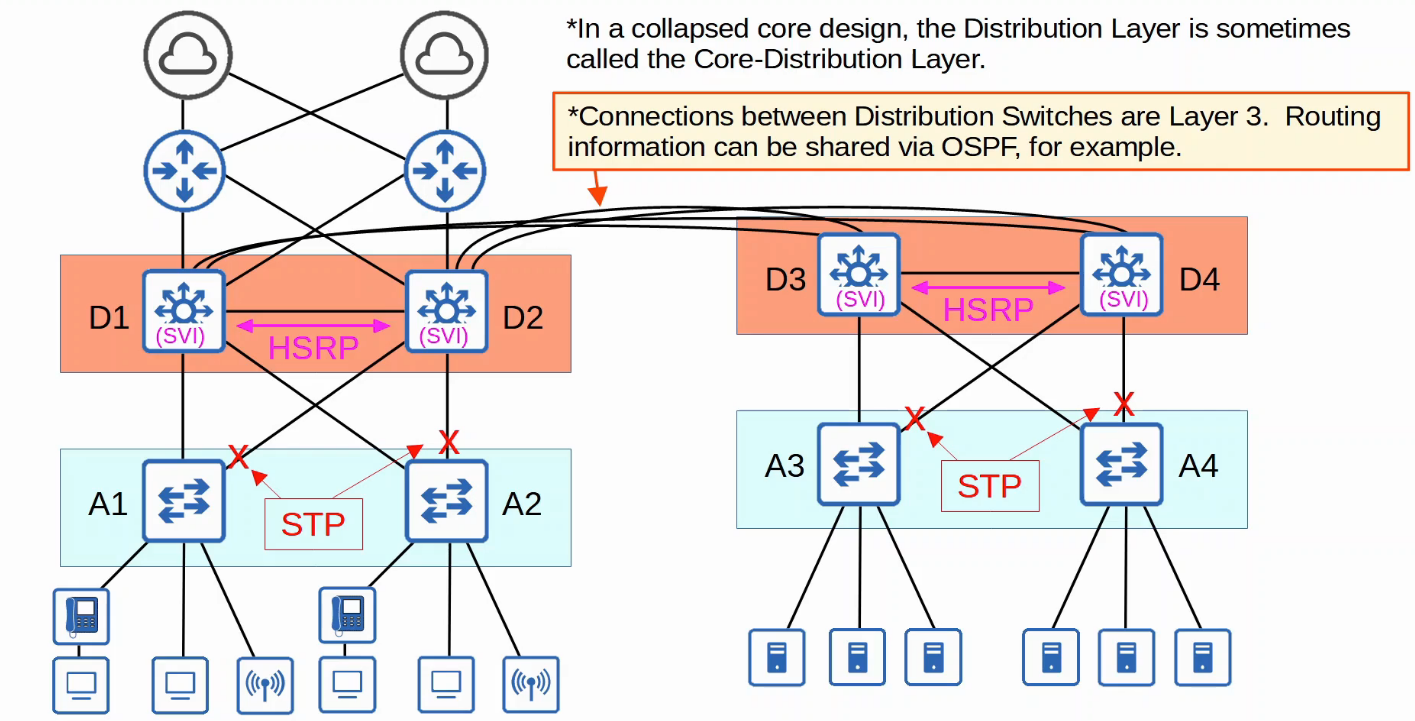 *In a collapsed core design, the Distribution Layer is sometimes
called the Core-Distribution Layer.
*Connections between Distribution Switches are Layer 3.  Routing
information can be shared via OSPF, for example.
D1
(SVI)
HSRP
(SVI)
D2
D3
(SVI)
HSRP
(SVI)
D4
X
X
A1
STP
A2
X
X
A3
STP
A4